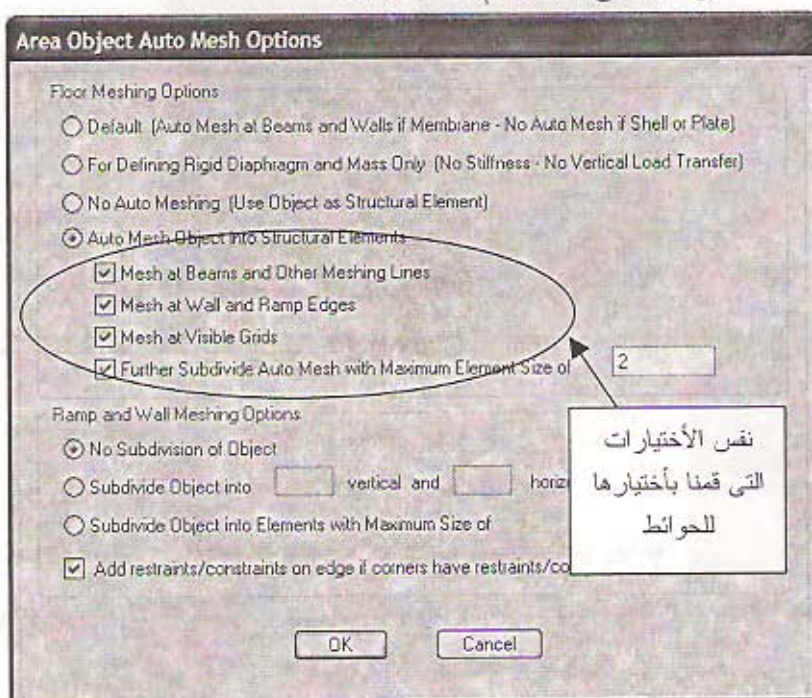 Area Object Auto Mesh Options
Floor Meshing Options
Default (Auto Mesh at Beams and Walls if Membrane - No Auto Mesh if Shell or Plate)
For Defining Rigid Diaphragm and Mass Only (No Stiffness - No Vertical Load Transfer)
No Auto Meshing (Use Object as Structural Element)
Auto Mesh Object into Structural Elements
Mesh at Beams and Other Meshing Lines
Mesh at Wall and Ramp Edges
Mesh at Visible Grids
Further Subdivide Auto Mesh with Maximum Element Size of 2
Ramp and Wall Meshing Options
No Subdivision of Object
Subdivide Object into vertical and
Subdivide Object into Elements with Maximum Size of
Add restraints/constraints on edge if corners have
نفس الأختيارات
التى قمنا بأختيارها
للحوائط
OK Cancel